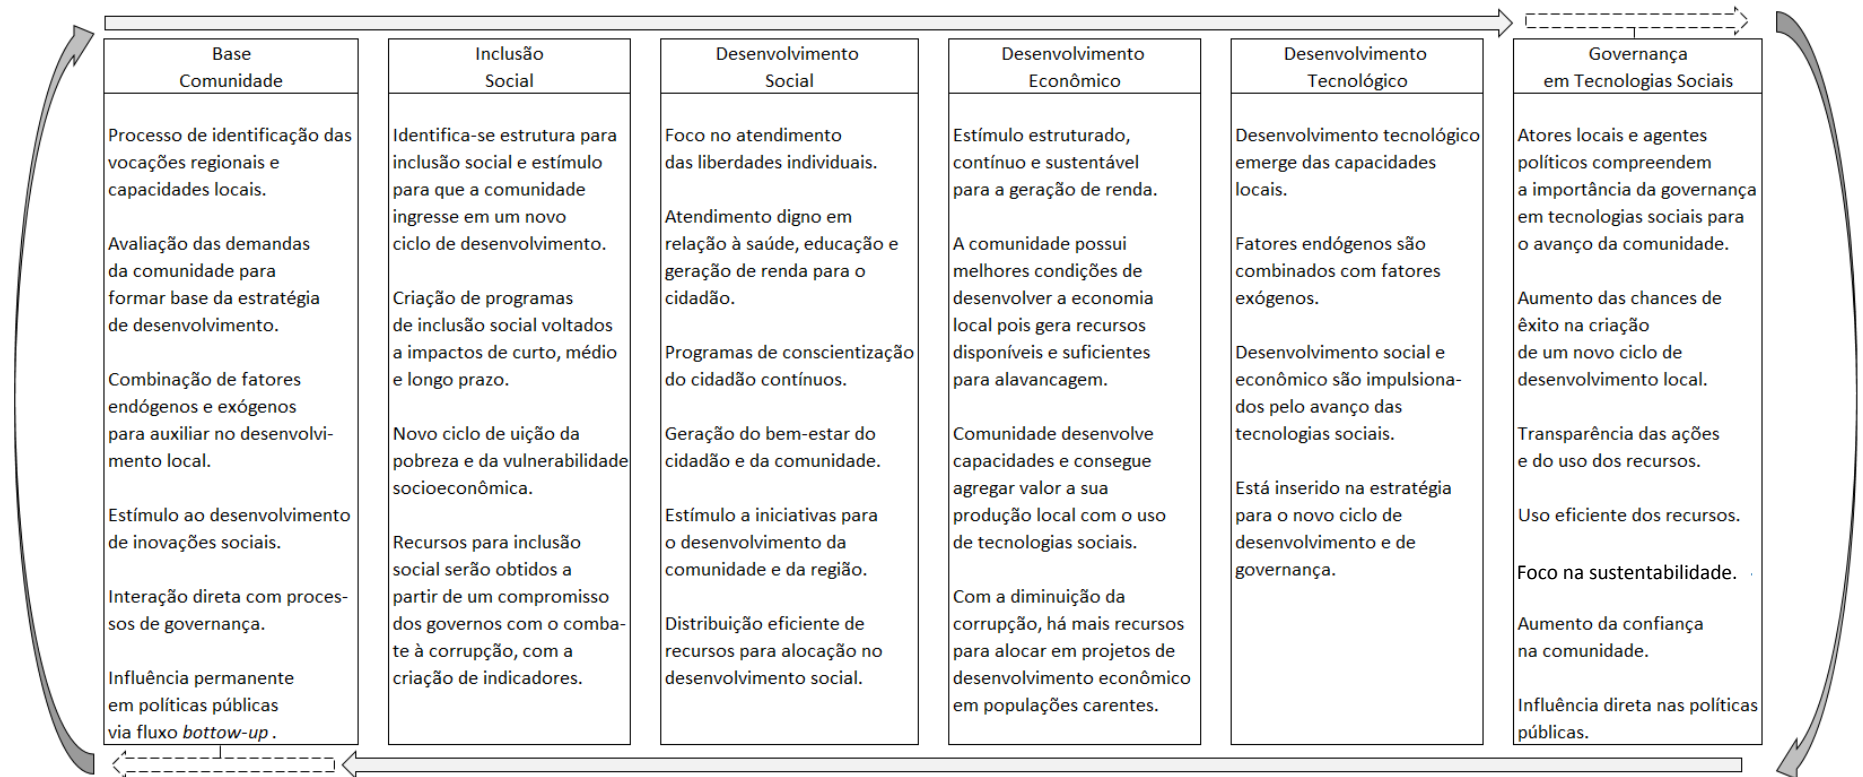 Base
Comunidade
Processo de identificação das
vocações regionais e
capacidades locais.
Avaliação das demandas
da comunidade para
formar base da estratégia
de desenvolvimento.
Combinação de fatores
endógenos e exógenos
para auxiliar no desenvolvi-
mento local.
Estímulo ao desenvolvimento
de inovações sociais.
Interação direta com proces-
sos de governança.
Influência permanente
em políticas públicas
via fluxo bottow-up .
Inclusão
Social
Identifica-se estrutura para
inclusão social e estímulo
para que a comunidade
ingresse em um novo
ciclo de desenvolvimento.
Criação de programas
de inclusão social voltados
a impactos de curto, médio
e longo prazo.
Novo ciclo de uição da
pobreza e da vulnerabilidade
socioeconômica.
Recursos para inclusão
social serão obtidos a
partir de um compromisso
dos governos com o comba-
te à corrupção, com a
criação de indicadores.
Desenvolvimento
Social
Foco no atendimento
das liberdades individuais.
Atendimento digno em
relação à saúde, educação e
geração de renda para o
cidadão.
Programas de conscientização
do cidadão contínuos.
Geração do bem-estar do
cidadão e da comunidade.
Estímulo a iniciativas para
o desenvolvimento da
comunidade e da região.
Distribuição eficiente de
recursos para alocação no
desenvolvimento social.
Desenvolvimento
Econômico
Estímulo estruturado,
contínuo e sustentável
para a geração de renda.
A comunidade possui
melhores condições de
desenvolver a economia
local pois gera recursos
disponíveis e suficientes
para alavancagem.
Comunidade desenvolve
capacidades e consegue
agregar valor a sua
produção local com o uso
de tecnologias sociais.
Com a diminuição da
corrupção, há mais recursos
para alocar em projetos de
desenvolvimento econômico
em populações carentes.
Desenvolvimento
Tecnológico
Desenvolvimento tecnológico
emerge das capacidades
locais.
Fatores endógenos são
combinados com fatores
exógenos.
Desenvolvimento social e
econômico são impulsiona-
dos pelo avanço das
tecnologias sociais.
Está inserido na estratégia
para o novo ciclo de
desenvolvimento e de
governança.
Governança
em Tecnologias Sociais
Atores locais e agentes
políticos compreendem
a importância da governança
em tecnologias sociais para
o avanço da comunidade.
Aumento das chances de
êxito na criação
de um novo ciclo de
desenvolvimento local.
Transparência das ações
e do uso dos recursos.
Uso eficiente dos recursos.
Foco na sustentabilidade.
Aumento da confiança
na comunidade.
Influência direta nas políticas
públicas.